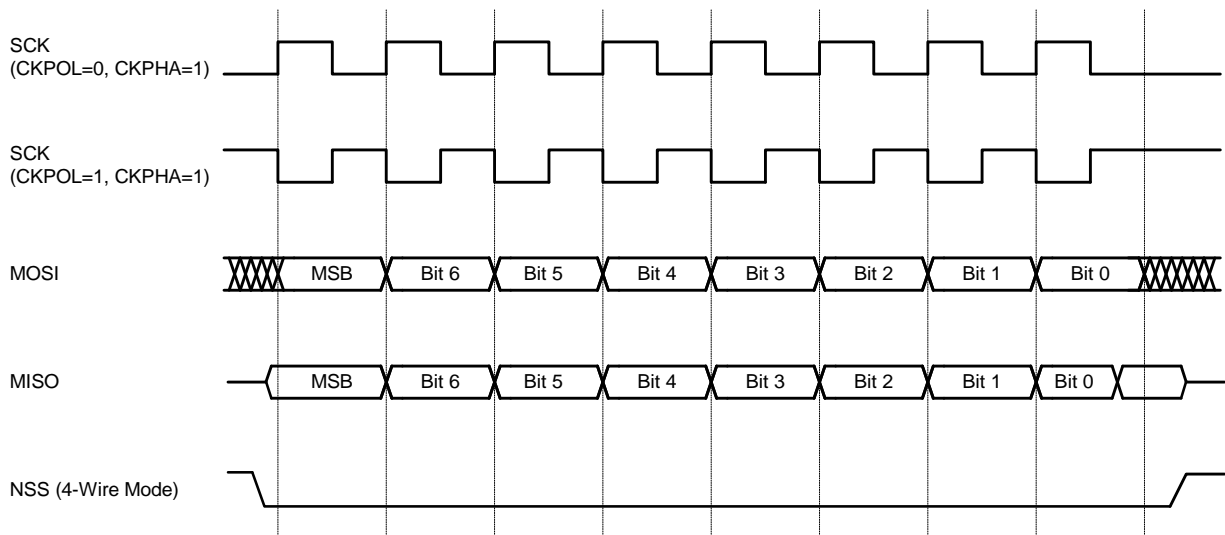 SCK
(CKPOL=0, CKPHA=1)
SCK
(CKPOL=1, CKPHA=1)
MOSI
MSB Bit 6 Bit 5 Bit 4 Bit 3 Bit 2 Bit 1 Bit 0
MISO
MSB Bit 6 Bit 5 Bit 4 Bit 3 Bit 2 Bit 1 Bit 0
NSS (4-Wire Mode)